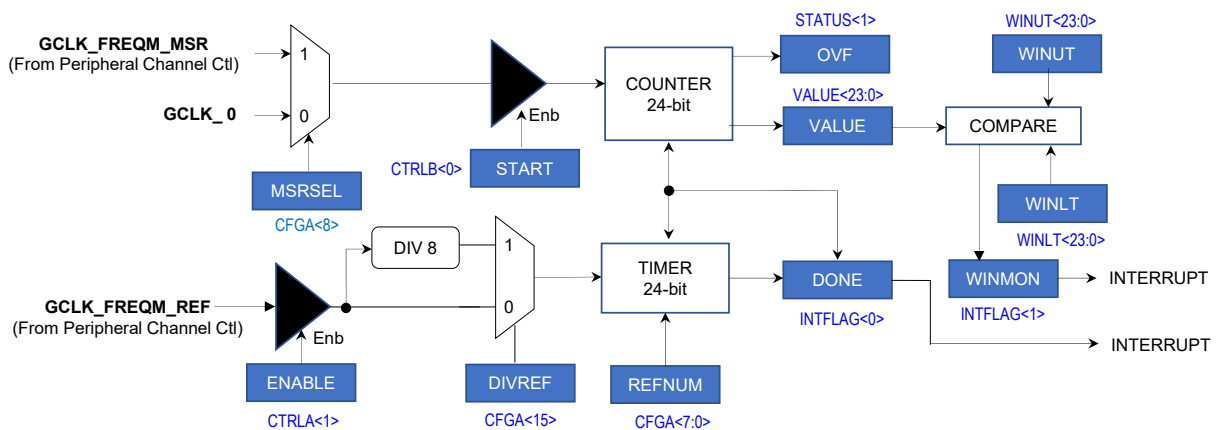 GCLK_FREQM_MSR
(From Peripheral Channel Ctl)
1
GCLK_ 0
0
MSRSEL
CFGA<8>
Enb
CTRLB<0>
START
COUNTER
24-bit
STATUS<1>
OVF
VALUE<23:0>
VALUE
WINUT<23:0>
WINUT
COMPARE
WINLT
WINLT<23:0>
GCLK_FREQM_REF
(From Peripheral Channel Ctl)
Enb
ENABLE
CTRLA<1>
DIV 8
1
0
DIVREF
CFGA<15>
TIMER
24-bit
REFNUM
CFGA<7:0>
DONE
INTFLAG<0>
WINMON
INTFLAG<1>
INTERRUPT
INTERRUPT